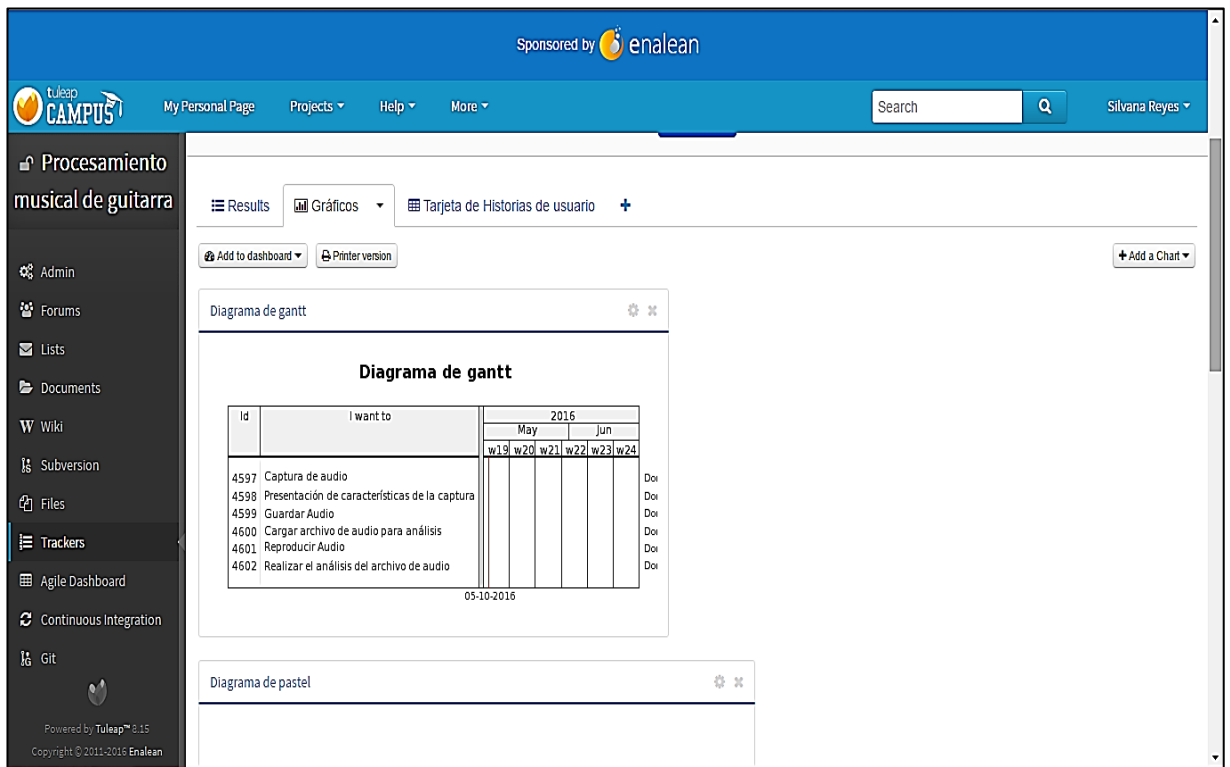 Sponsored by enalean
tuleap
CAMPUS
My Personal Page Projects Help More Search Silvana Reyes
Procesamiento
musical de guitarra
Admin
Forums
Lists
Documents
Wiki
Subversion
Files
Trackers
Agile Dashboard
Continuous Integration
Git
Powered by Tuleap™ 8.15
Copyright © 2011-2016 Enalean
Results Gráficos Tarjeta de Historias de usuario +
Add to dashboard Printer version + Add a Chart
Diagrama de gantt
Diagrama de gantt
Id I want to 2016
May Jun
w19 w20 w21 w22 w23 w24
4597 Captura de audio
4598 Presentación de características de la captura
4599 Guardar Audio
4600 Cargar archivo de audio para análisis
4601 Reproducir Audio
4602 Realizar el análisis del archivo de audio
05-10-2016
Diagrama de pastel